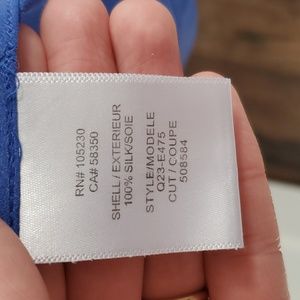 RN# 105230
CA# 58350
SHELL/EXTERIEUR
100% SILK/SOIE
STYLE/MODELE
Q23-E475
CUT/COUPE
508584